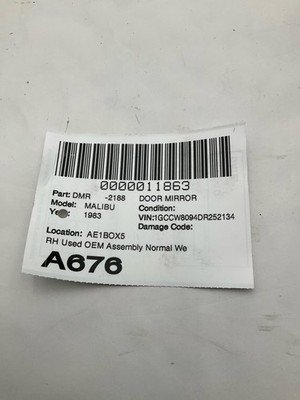 0000011863
Part: DMR -2188 DOOR MIRROR
Model: MALIBU Condition:
Year: 1983 VIN:1GCCW8094DR252134
Damage Code:
Location: AE1BOX5
RH Used OEM Assembly Normal We
A676